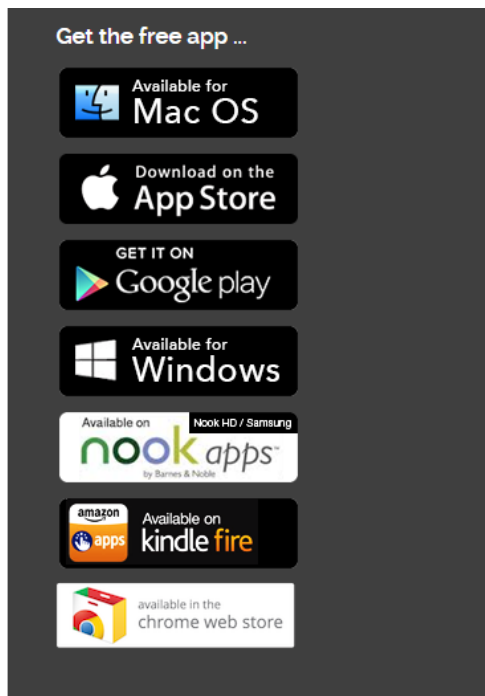 Get the free app ...
Available for
Mac OS
Download on the
App Store
GET IT ON
Google play
Available for
Windows
Available on
Nook HD / Samsung
nook apps™
by Barnes & Noble
amazon
apps
Available on
kindle fire
available in the
chrome web store